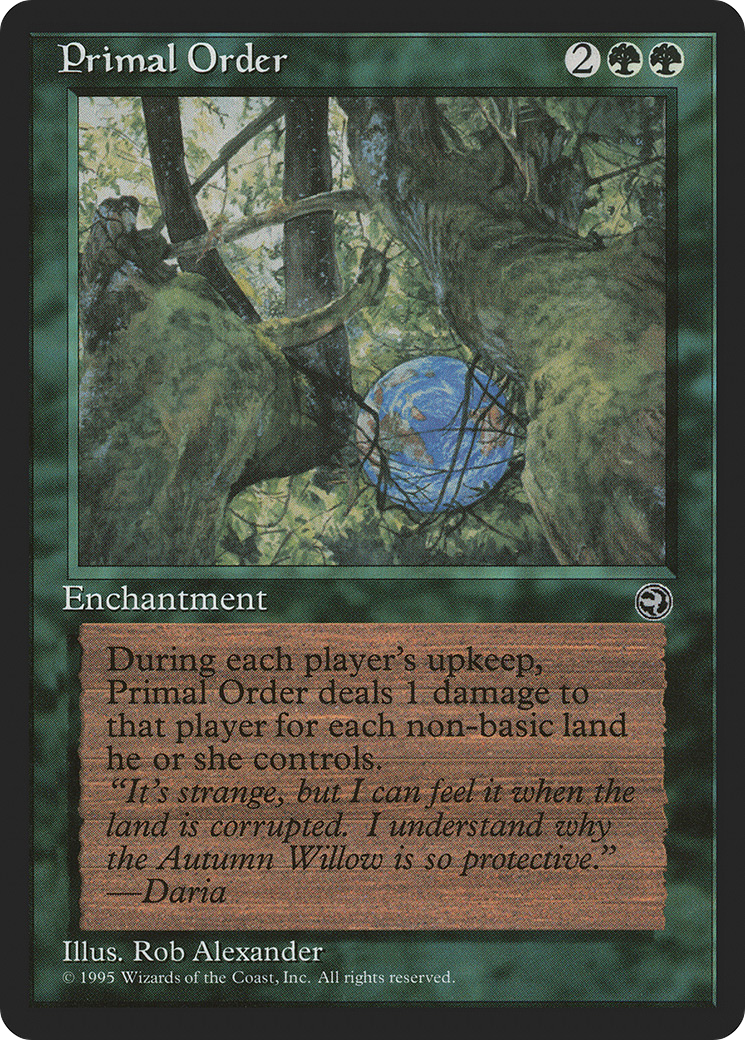 Primal Order
2
Enchantment
During each player's upkeep,
Primal Order deals 1 damage to
that player for each non-basic land
he or she controls.
"It's strange, but I can feel it when the
land is corrupted. I understand why
the Autumn Willow is so protective."
—Daria
Illus. Rob Alexander
© 1995 Wizards of the Coast, Inc. All rights reserved.